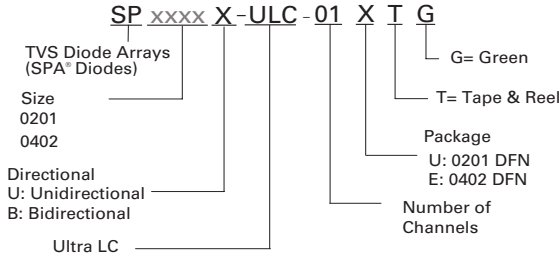 SP xxxx X-ULC-01 X T G
TVS Diode Arrays
(SPA® Diodes)
G= Green
Size
0201
0402
T= Tape & Reel
Package
U: 0201 DFN
E: 0402 DFN
Directional
U: Unidirectional
B: Bidirectional
Number of
Channels
Ultra LC